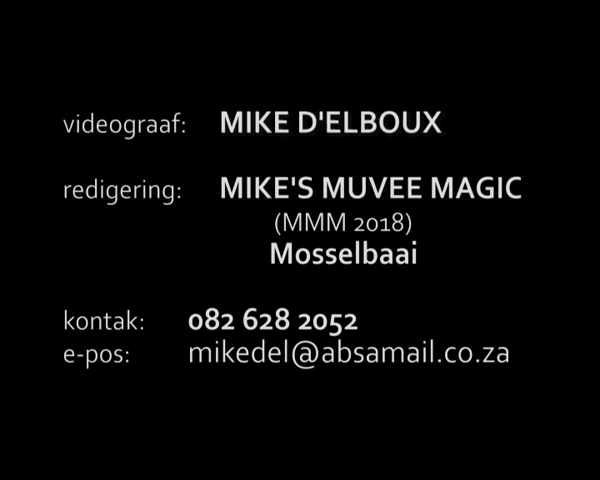 videograaf: MIKE D'ELBOUX
redigering: MIKE'S MUVEE MAGIC
(MMM 2018)
Mosselbaai
kontak: 082 628 2052
e-pos: mikedel@absamail.co.za